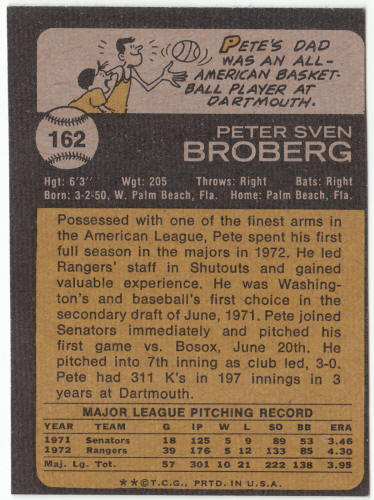 PETE'S DAD
WAS AN ALL-
AMERICAN BASKET-
BALL PLAYER AT
DARTMOUTH.
162
PETER SVEN
BROBERG
Hgt: 6'3" Wgt: 205 Throws: Right Bats: Right
Born: 3-2-50, W. Palm Beach, Fla. Home: Palm Beach, Fla.
Possessed with one of the finest arms in
the American League, Pete spent his first
full season in the majors in 1972. He led
Rangers' staff in Shutouts and gained
valuable experience. He was Washing-
ton's and baseball's first choice in the
secondary draft of June, 1971. Pete joined
Senators immediately and pitched his
first game vs. Bosox, June 20th. He
pitched into 7th inning as club led, 3-0.
Pete had 311 K's in 197 innings in 3
years at Dartmouth.
MAJOR LEAGUE PITCHING RECORD
YEAR TEAM G IP W L SO BB ERA
1971 Senators 18 125 5 9 89 53 3.46
1972 Rangers 39 176 5 12 133 85 4.30
Maj. Lg. Tot. 57 301 10 21 222 138 3.95
**©T.C.G., PRTD. IN U.S.A.